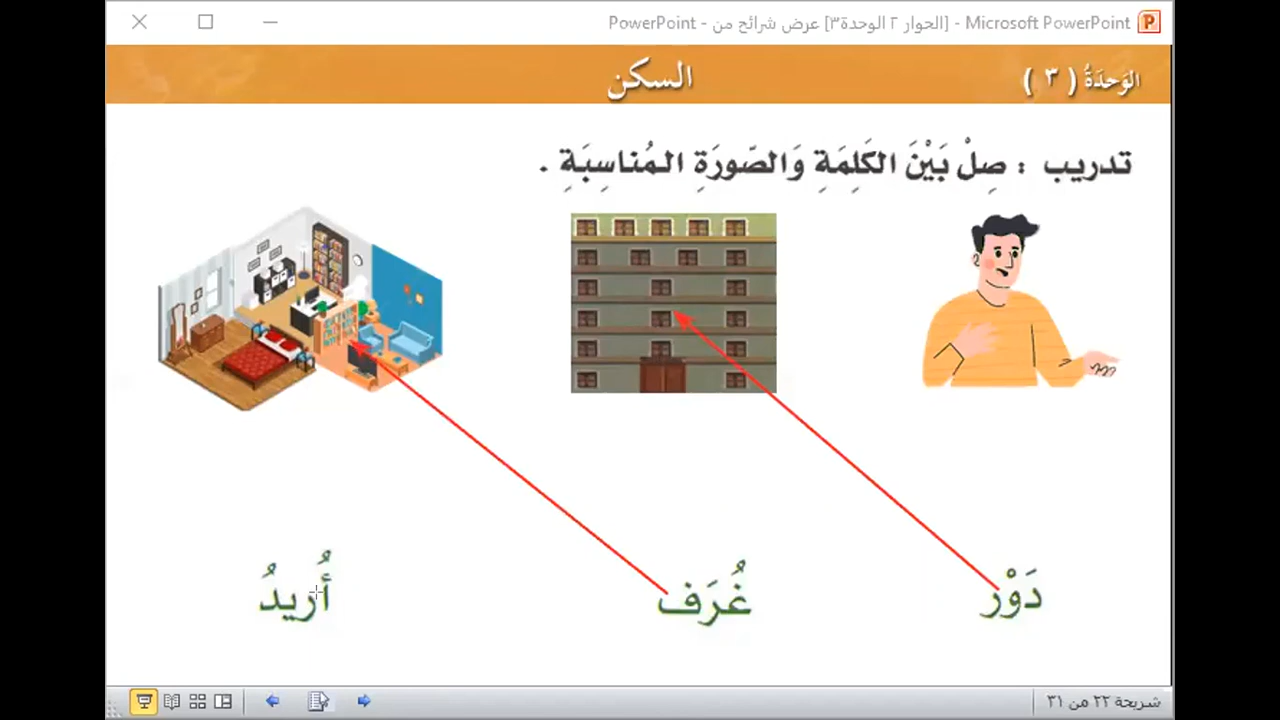 Microsoft PowerPoint - [الحوار ٢ الوحدة٣] عرض شرائح من - PowerPoint
الوَحدَةُ ( ٣ )
السكن
تدريب : صِلْ بَيْنَ الكَلِمَةِ وَالصّورَةِ المُناسِبَةِ .
دَوْر
غُرَف
أُرِيدُ
شريحة ٢٢ من ٣١